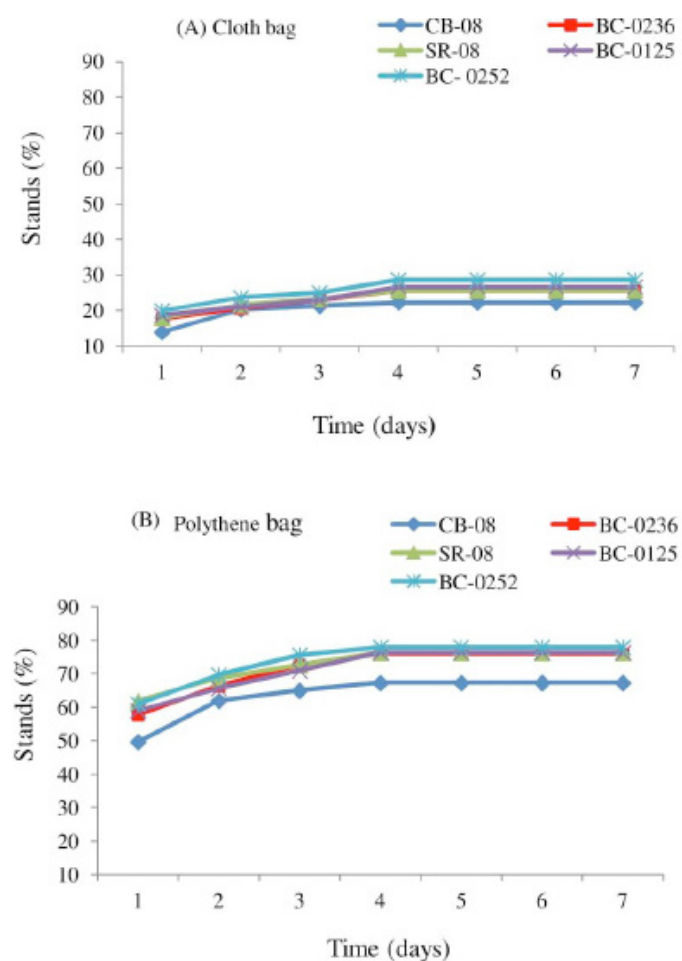 (A) Cloth bag
CB-08 BC-0236
SR-08 BC-0125
BC- 0252
90
80
70
60
50
40
30
20
10
Stands (%)
1 2 3 4 5 6 7
Time (days)
(B) Polythene bag
CB-08 BC-0236
SR-08 BC-0125
BC-0252
90
80
70
60
50
40
30
20
10
Stands (%)
1 2 3 4 5 6 7
Time (days)